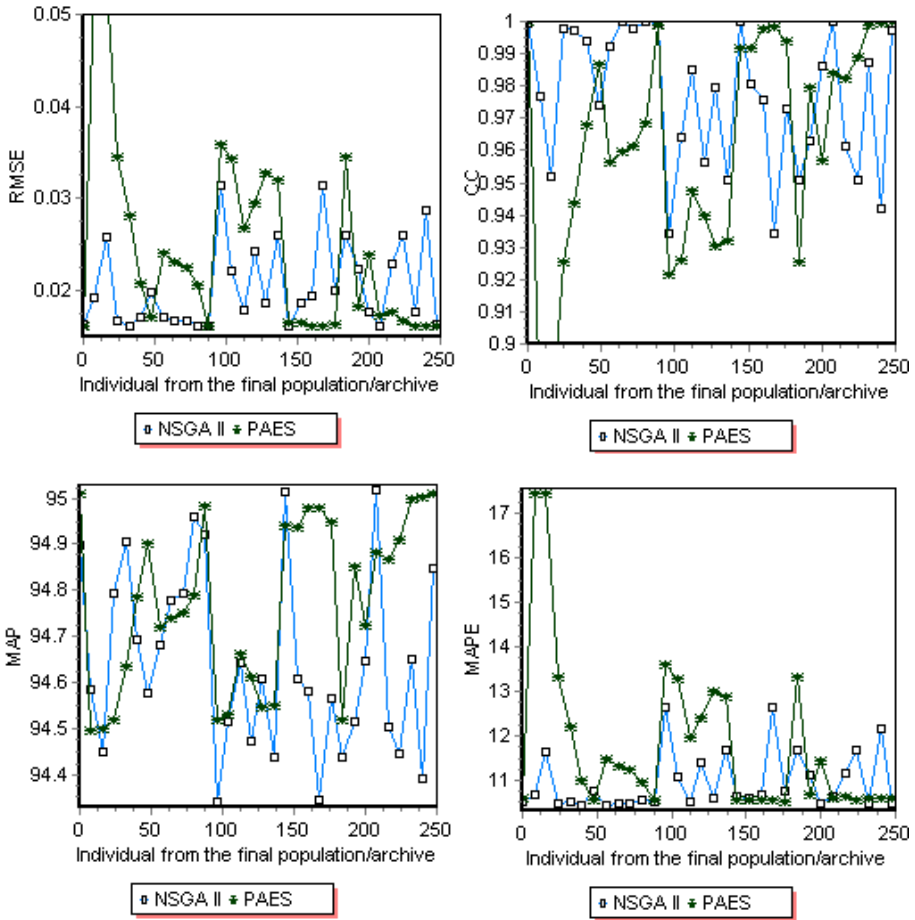 0.05
0.04
0.03
0.02
RMSE
0 50 100 150 200 250
Individual from the final population/archive
NSGA II PAES
1
0.99
0.98
0.97
0.96
0.95
0.94
0.93
0.92
0.91
0.9
CC
0 50 100 150 200 250
Individual from the final population/archive
NSGA II PAES
95
94.9
94.8
94.7
94.6
94.5
94.4
MAP
0 50 100 150 200 250
Individual from the final population/archive
NSGA II PAES
17
16
15
14
13
12
11
MAPE
0 50 100 150 200 250
Individual from the final population/archive
NSGA II PAES